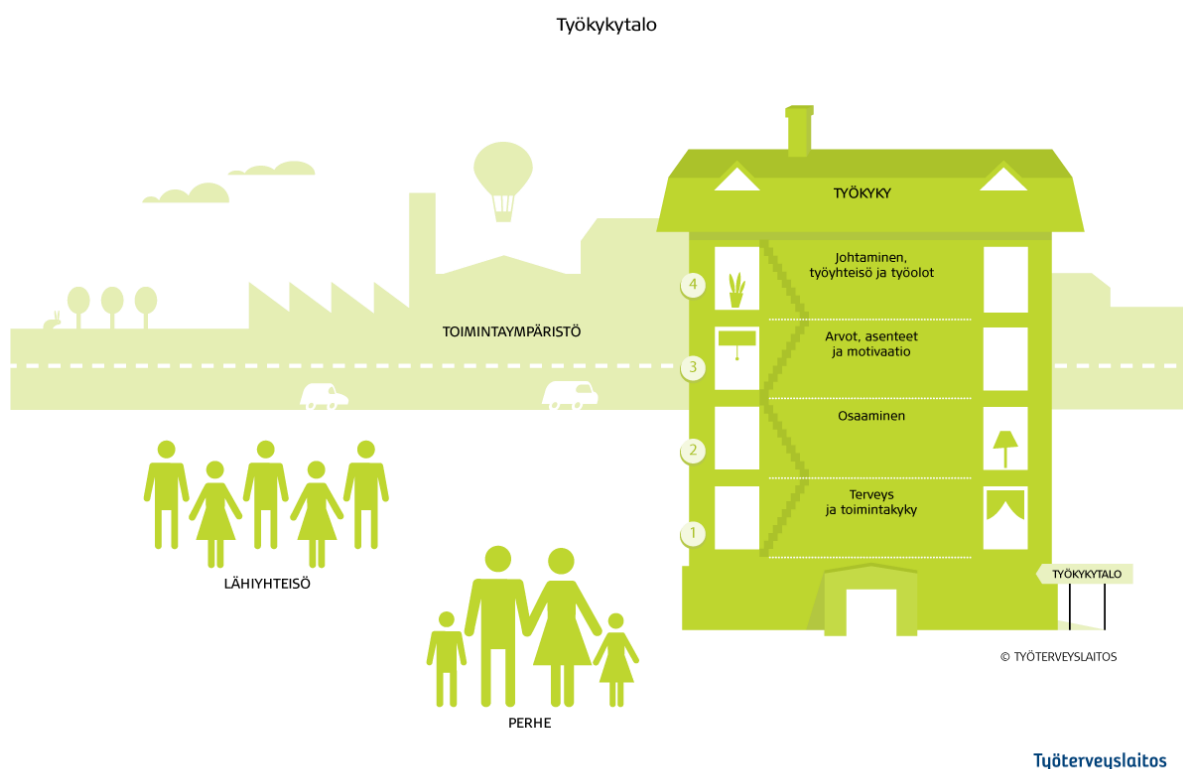 Työkykytalo
TYÖKYKY
4
Johtaminen,
työyhteisö ja työolot
TOIMINTAYMPÄRISTÖ
3
Arvot, asenteet
ja motivaatio
2
Osaaminen
1
Terveys
ja toimintakyky
LÄHIYHTEISÖ
TYÖKYKYTALO
© TYÖTERVEYSLAITOS
PERHE
Työterveyslaitos